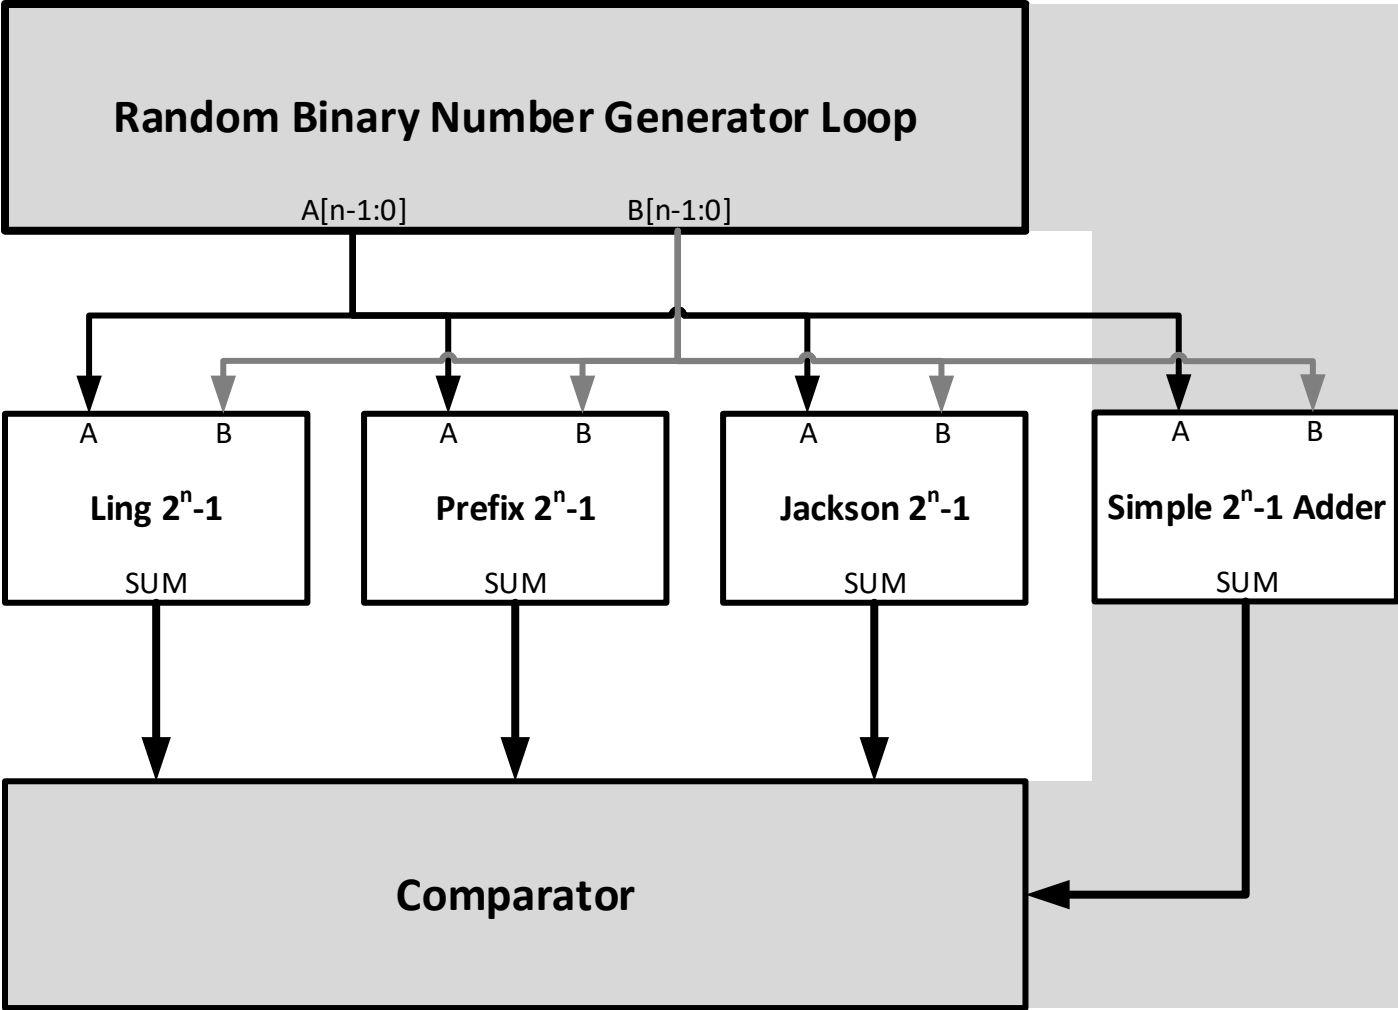 Random Binary Number Generator Loop
A[n-1:0] B[n-1:0]
A B A B A B A B
Ling 2ⁿ-1 Prefix 2ⁿ-1 Jackson 2ⁿ-1 Simple 2ⁿ-1 Adder
SUM SUM SUM SUM
Comparator